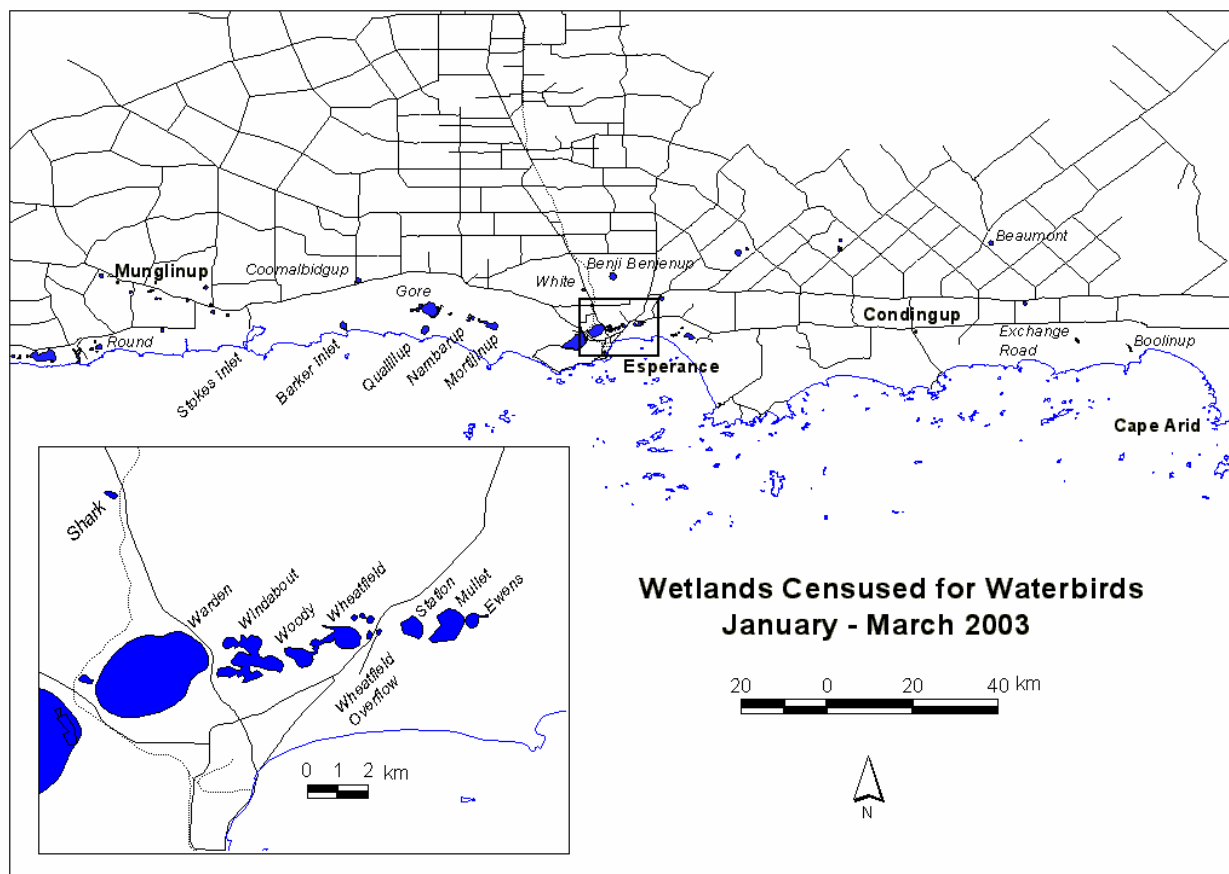 Beaumont
Benji Benjenup
Munglinup
Coomalbidgup
White
Gore
Condingup
Round
Exchange
Road
Boolinup
Stokes Inlet
Barker Inlet
Quallilup
Nambarup
Mortijinup
Esperance
Cape Arid
Shark
Warden
Windabout
Woody
Wheatfield
Station
Mullet
Ewens
Wheatfield
Overflow
0 1 2 km
Wetlands Censused for Waterbirds
January - March 2003
20 0 20 40 km
N